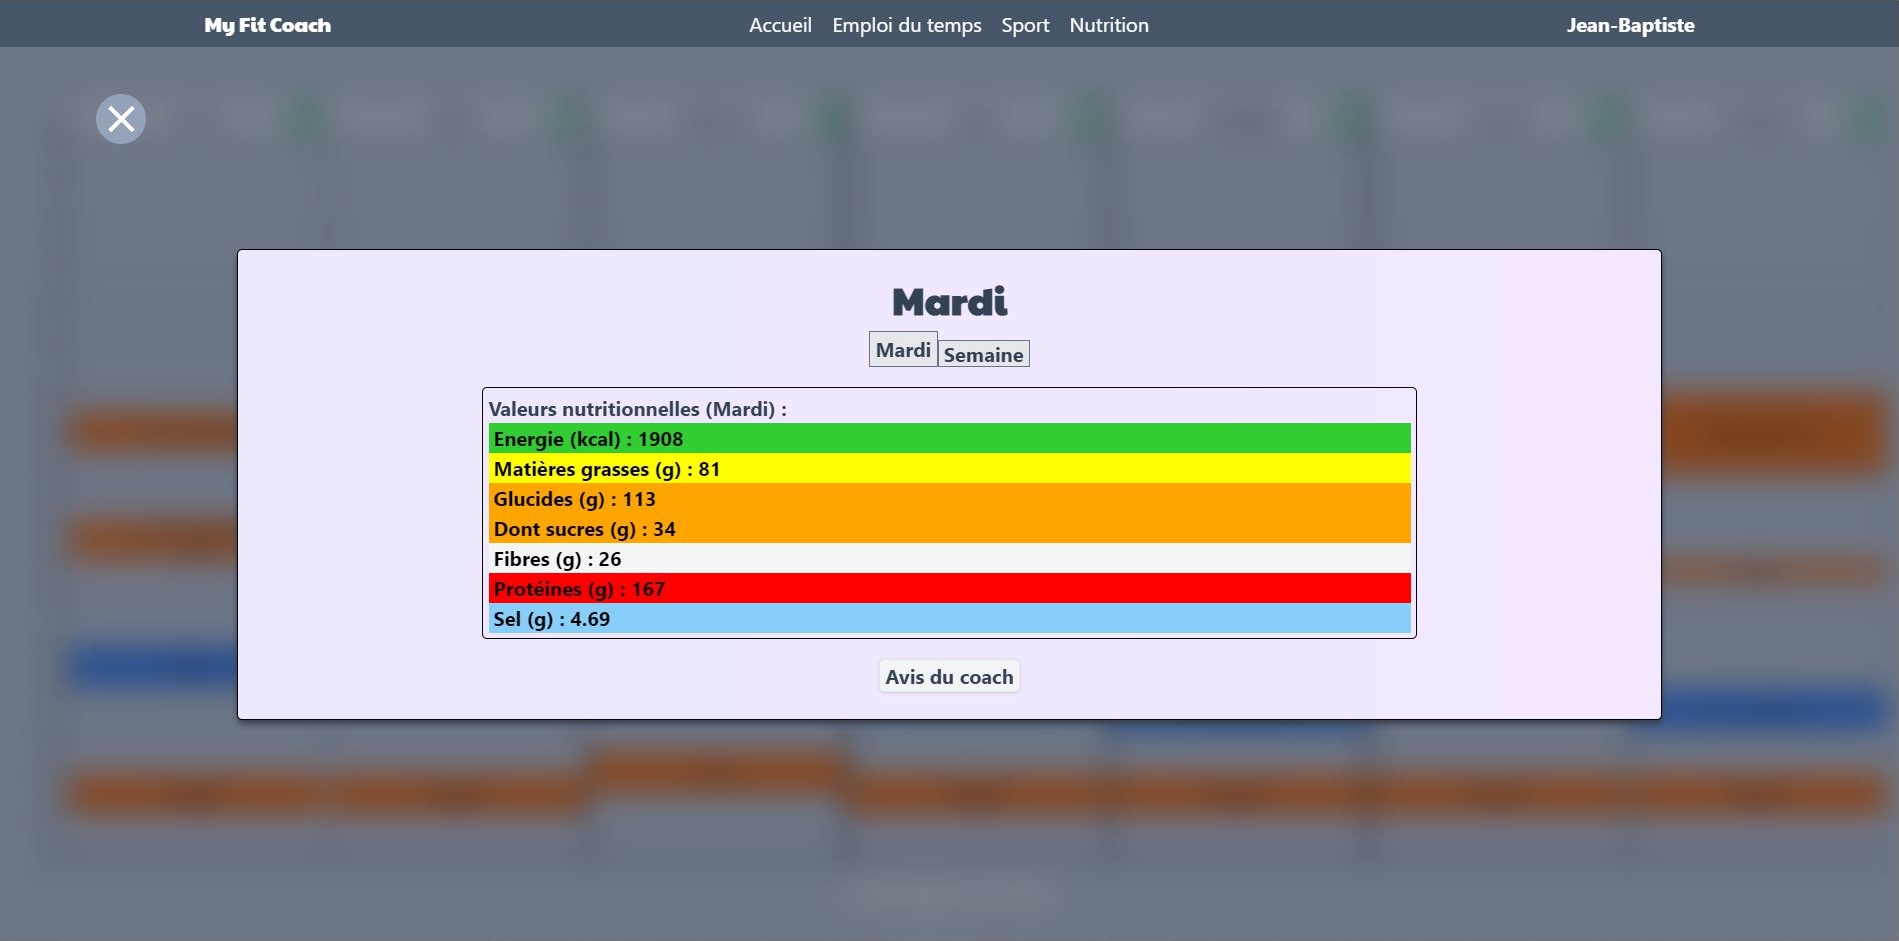 My Fit Coach
Accueil Emploi du temps Sport Nutrition
Jean-Baptiste
Mardi
Mardi Semaine
Valeurs nutritionnelles (Mardi) :
Energie (kcal) : 1908
Matières grasses (g) : 81
Glucides (g) : 113
Dont sucres (g) : 34
Fibres (g) : 26
Protéines (g) : 167
Sel (g) : 4.69
Avis du coach